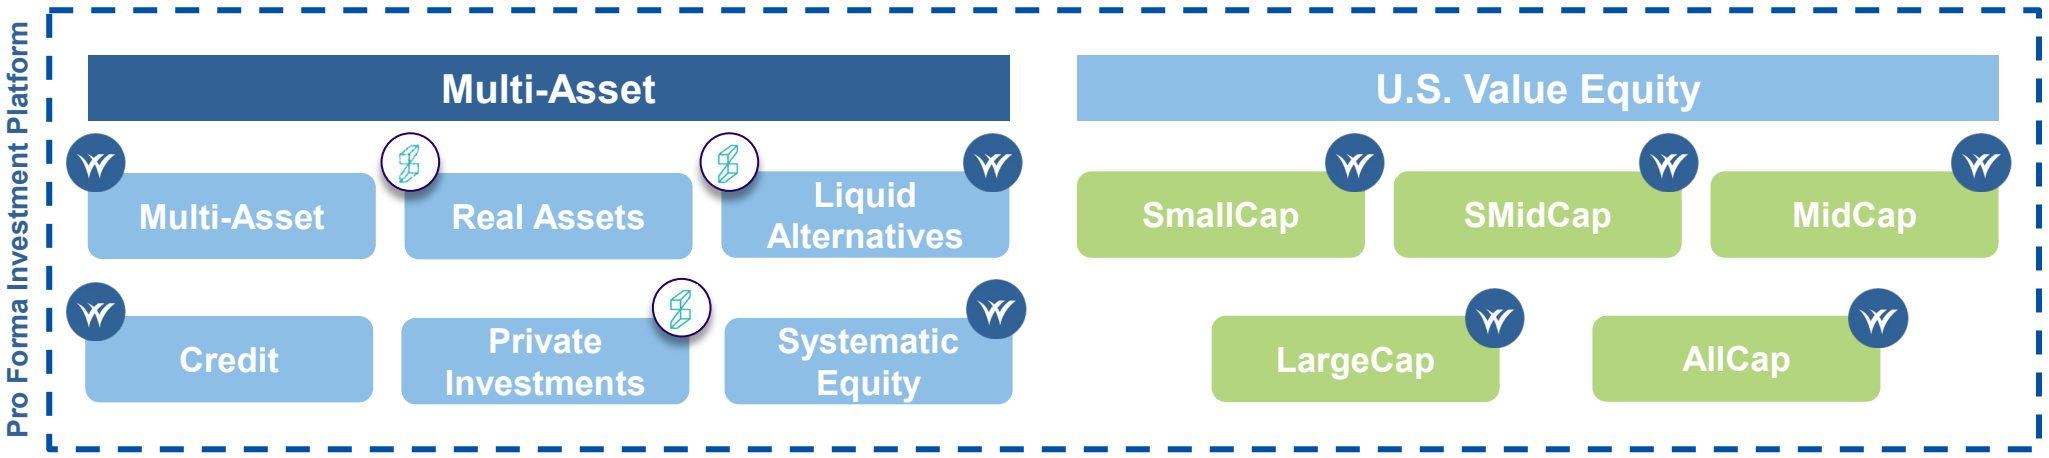 Pro Forma Investment Platform
Multi-Asset
U.S. Value Equity
Multi-Asset
Real Assets
Liquid
Alternatives
SmallCap
SMidCap
MidCap
Credit
Private
Investments
Systematic
Equity
LargeCap
AllCap